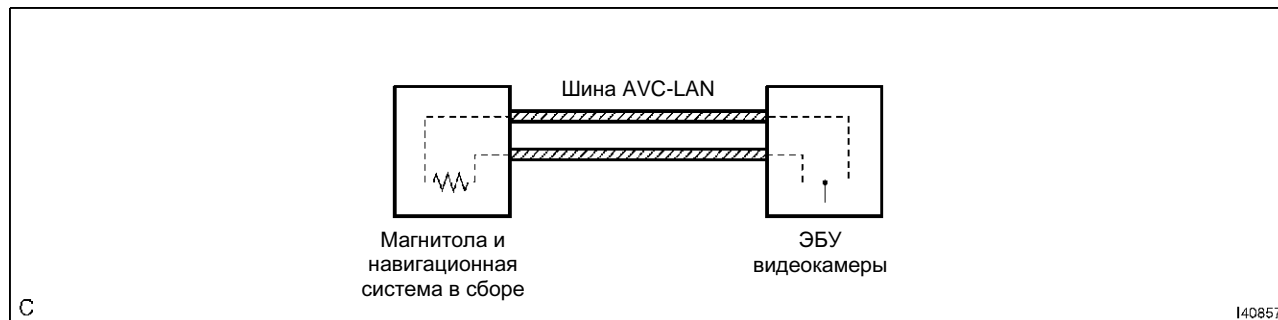 Шина AVC-LAN
Магнитола и
навигационная
система в сборе
ЭБУ
видеокамеры
C
I40857